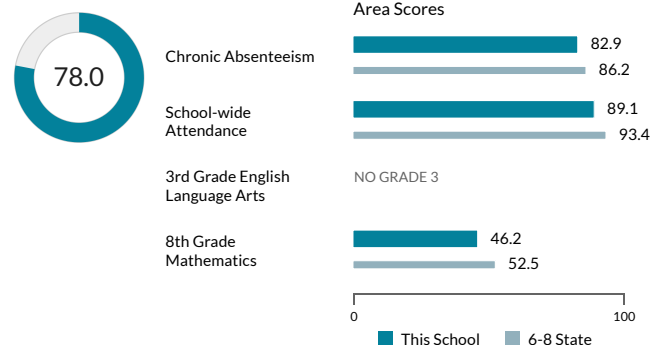 Area Scores
78.0
Chronic Absenteeism
82.9
86.2
School-wide
Attendance
89.1
93.4
3rd Grade English
Language Arts
NO GRADE 3
8th Grade
Mathematics
46.2
52.5
0
100
This School
6-8 State